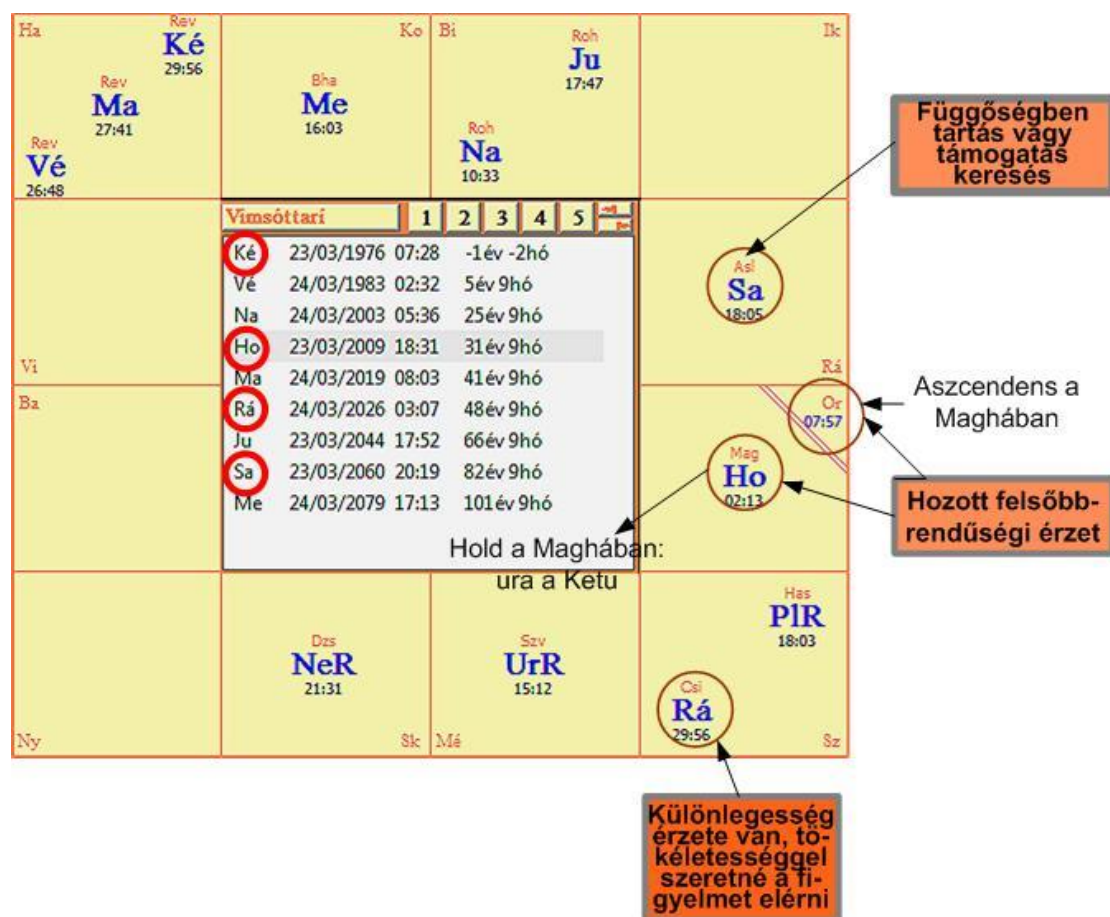 Ha
Rev
Ké
29:56
Rev
Ma
27:41
Rev
Vé
26:48
Ko
Bha
Me
16:03
Bi
Roh
Ju
17:47
Roh
Na
10:33
Ik
Függőségben
tartás vagy
támogatás
keresés
Vimsóttarí 1 2 3 4 5
Ké 23/03/1976 07:28 -1év -2hó
Vé 24/03/1983 02:32 5év 9hó
Na 24/03/2003 05:36 25év 9hó
Ho 23/03/2009 18:31 31év 9hó
Ma 24/03/2019 08:03 41év 9hó
Rá 24/03/2026 03:07 48év 9hó
Ju 23/03/2044 17:52 66év 9hó
Sa 23/03/2060 20:19 82év 9hó
Me 24/03/2079 17:13 101év 9hó
Asl
Sa
18:05
Vi
Rá
Ba
Or
07:57
Aszcendens a
Maghában
Mag
Ho
02:13
Hozott felsőbb-
rendűségi érzet
Hold a Maghában:
ura a Ketu
Ny
Dzs
NeR
21:31
Sk
Szv
UrR
15:12
Mé
Has
PlR
18:03
Csi
Rá
29:56
Sz
Különlegesség
érzete van, tö-
kéletességgel
szeretné a fi-
gyelmet elérni